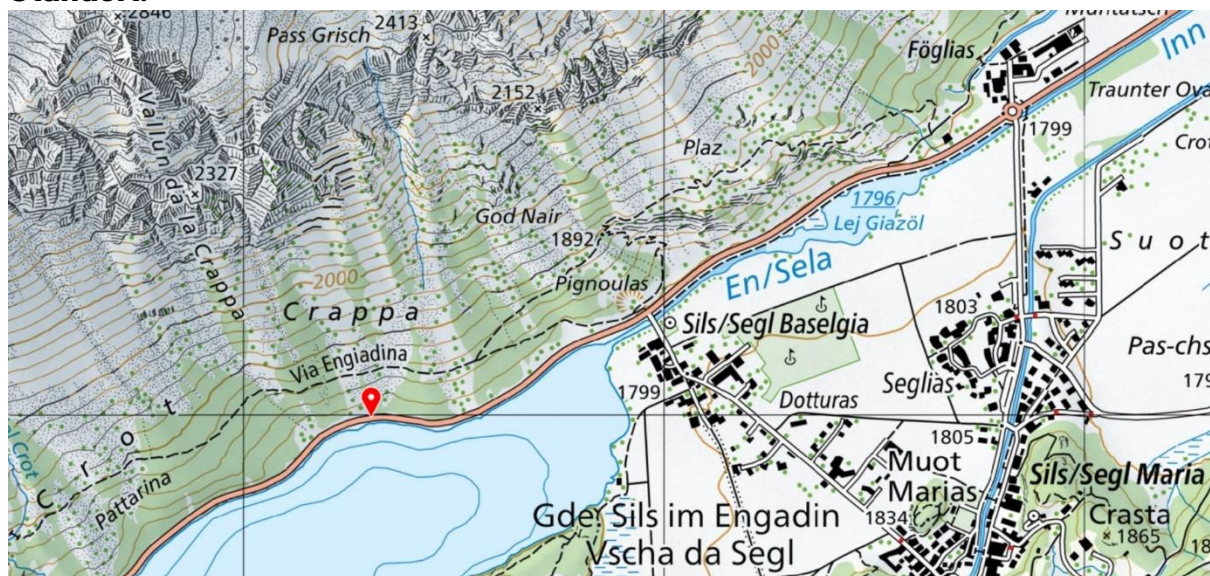 2846
Pass Grisch
2413
Muntatsch
Föglias
Inn
2000
2152
Traunter Ova
Vallun da la Crappa
1799
Plaz
Crot
2327
1796
Lej Giazöl
God Nair
1892
Suot
En/Sela
2000
Pignoulas
Crappa
1803
Sils/Segl Baselgia
Via Engiadina
Pas-chs
1799
Seglias
179
Dotturas
Crot
Crot
1805
Pattarina
Muot
Marias
Sils/Segl Maria
Gde. Sils im Engadin
Vscha da Segl
1834
Crasta
1865
18